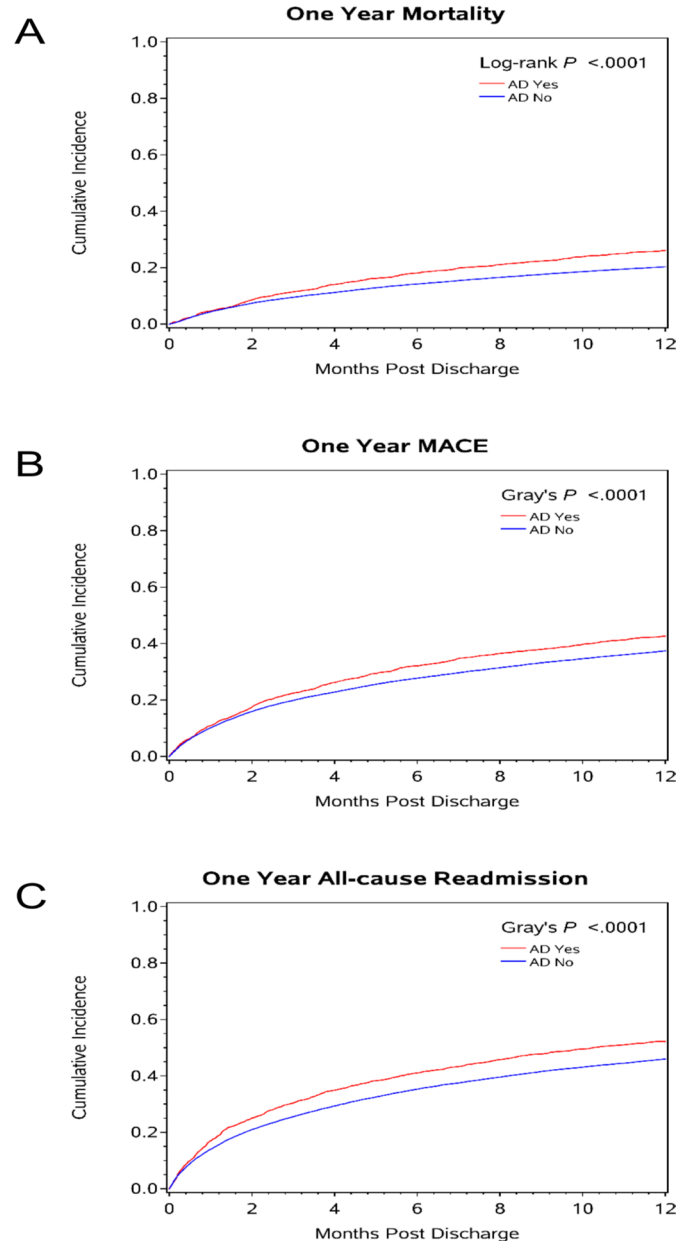 A
One Year Mortality
1.0
0.8
0.6
0.4
0.2
0.0
Cumulative Incidence
Log-rank P <.0001
AD Yes
AD No
0 2 4 6 8 10 12
Months Post Discharge
B
One Year MACE
1.0
0.8
0.6
0.4
0.2
0.0
Cumulative Incidence
Gray's P <.0001
AD Yes
AD No
0 2 4 6 8 10 12
Months Post Discharge
C
One Year All-cause Readmission
1.0
0.8
0.6
0.4
0.2
0.0
Cumulative Incidence
Gray's P <.0001
AD Yes
AD No
0 2 4 6 8 10 12
Months Post Discharge